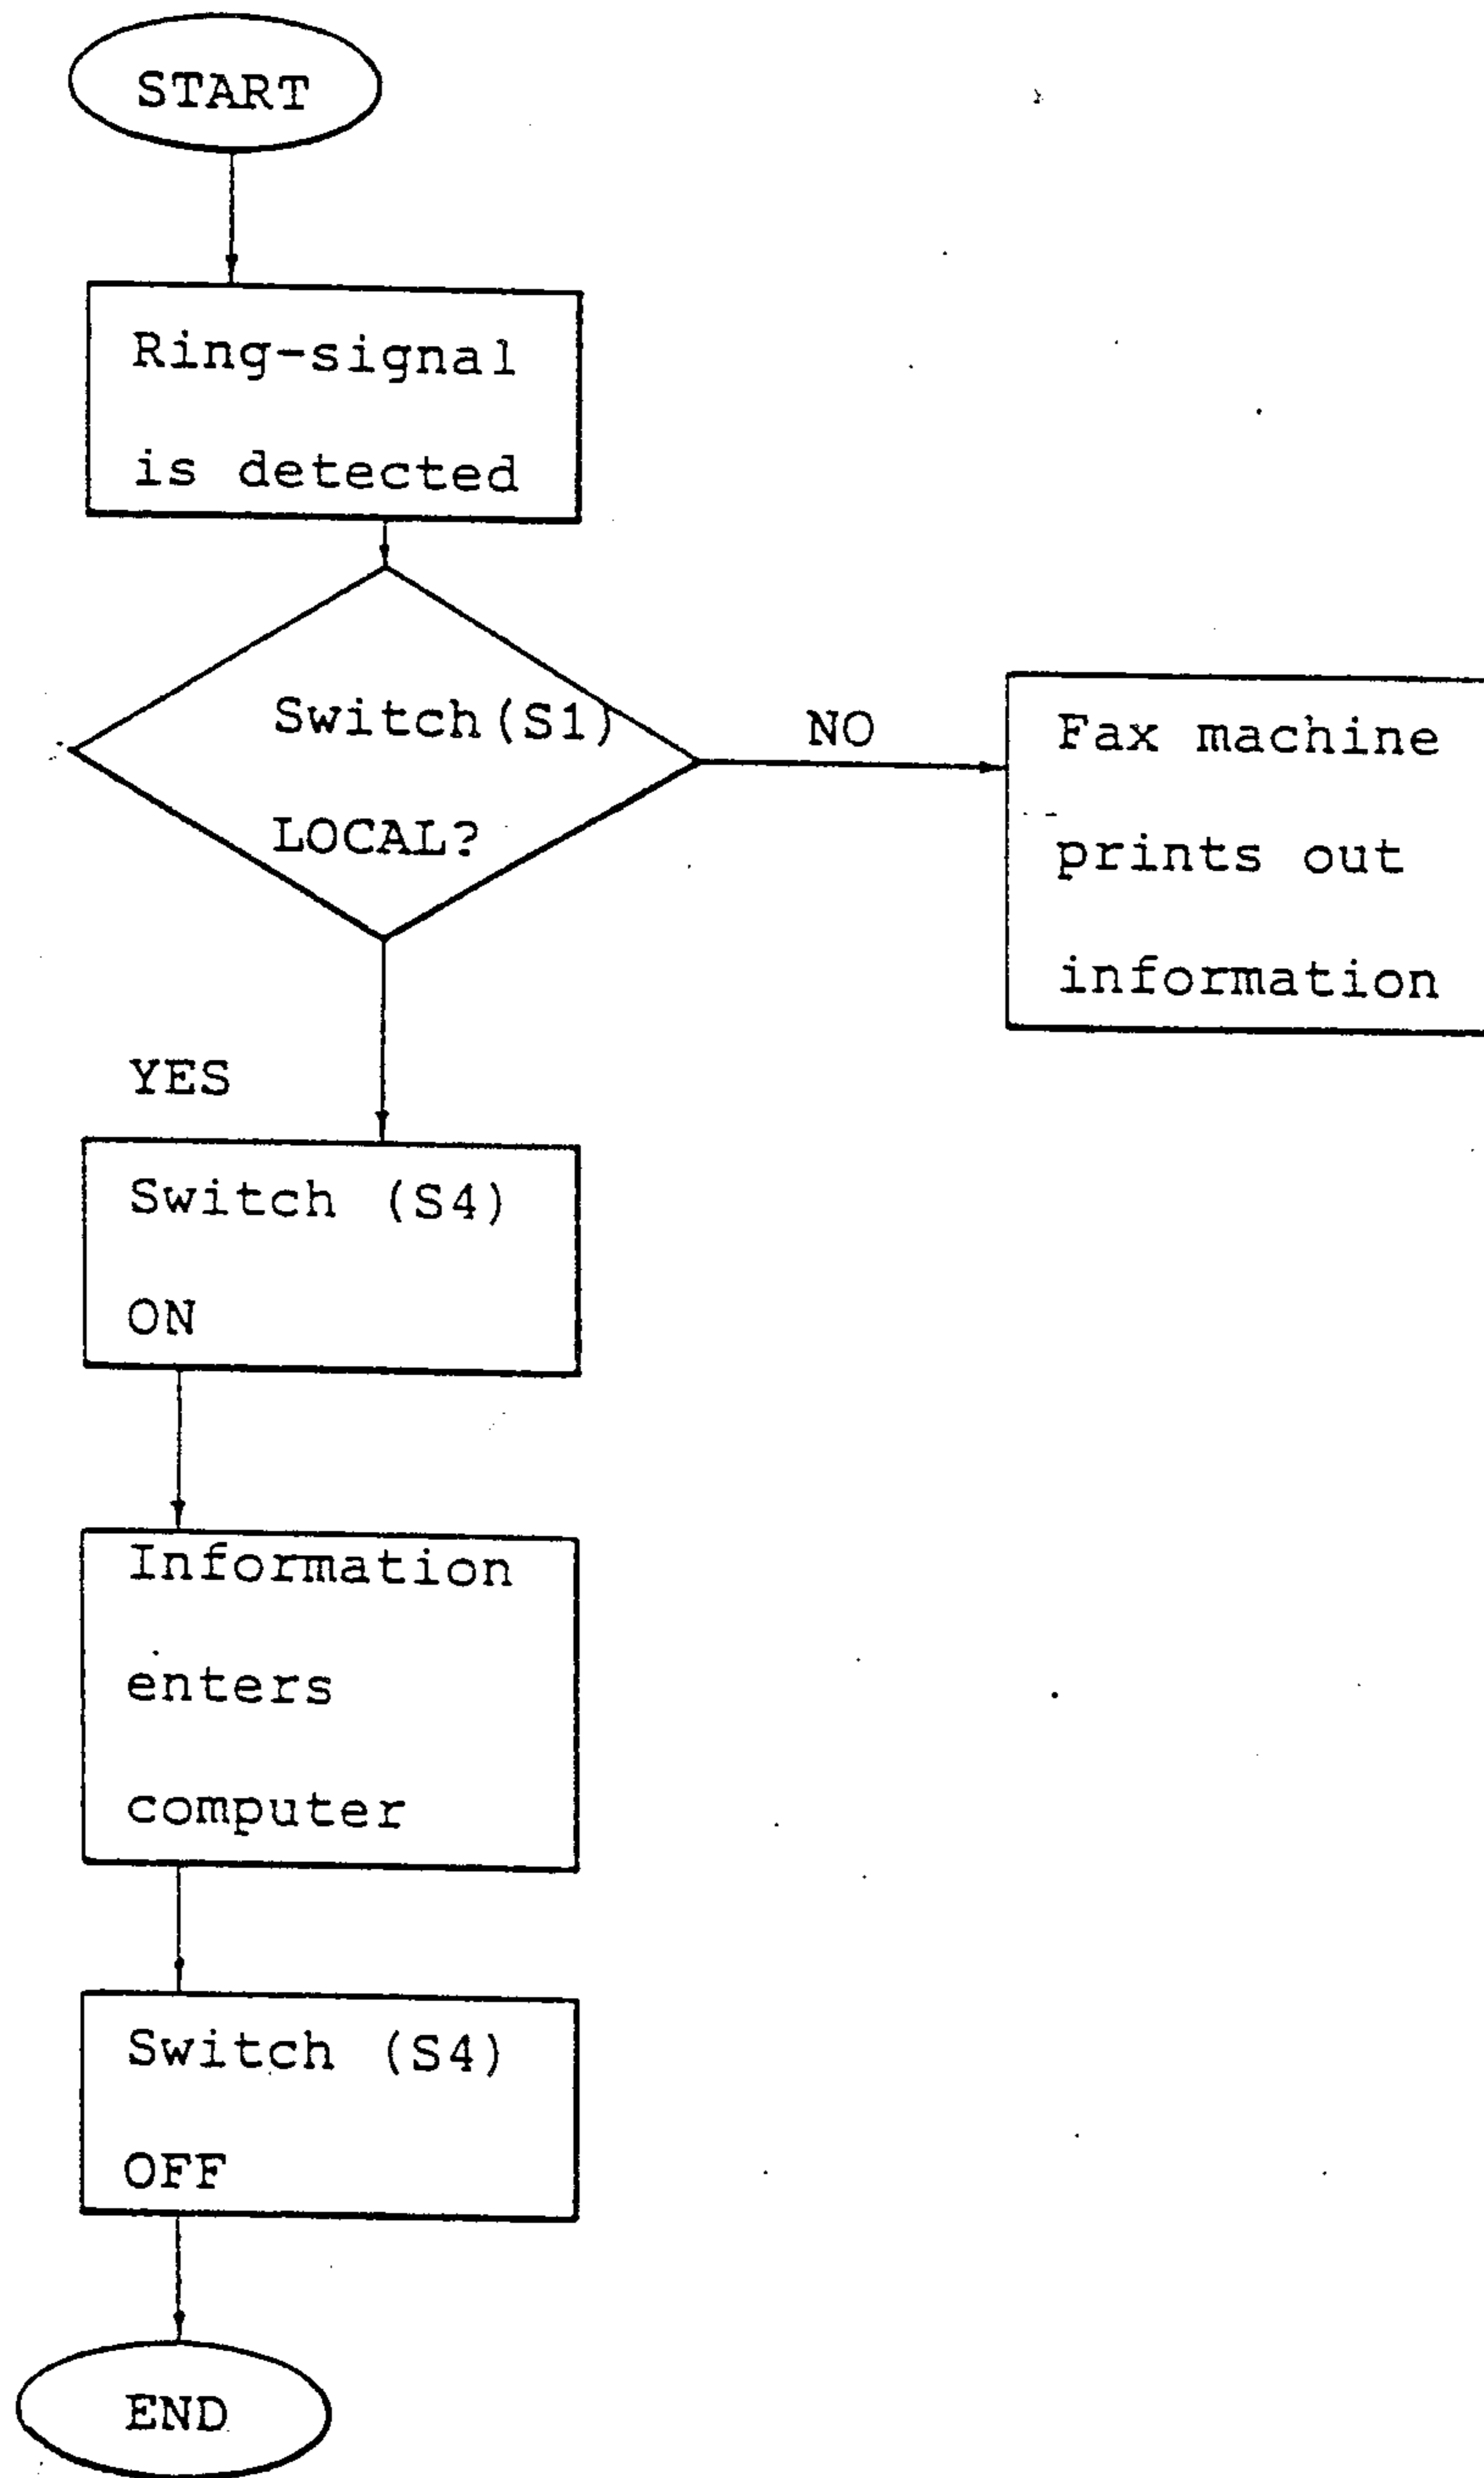 START
Ring-signal
is detected
Switch(S1)
LOCAL?
NO
Fax machine
prints out
information
YES
Switch (S4)
ON
Information
enters
computer
Switch (S4)
OFF
END